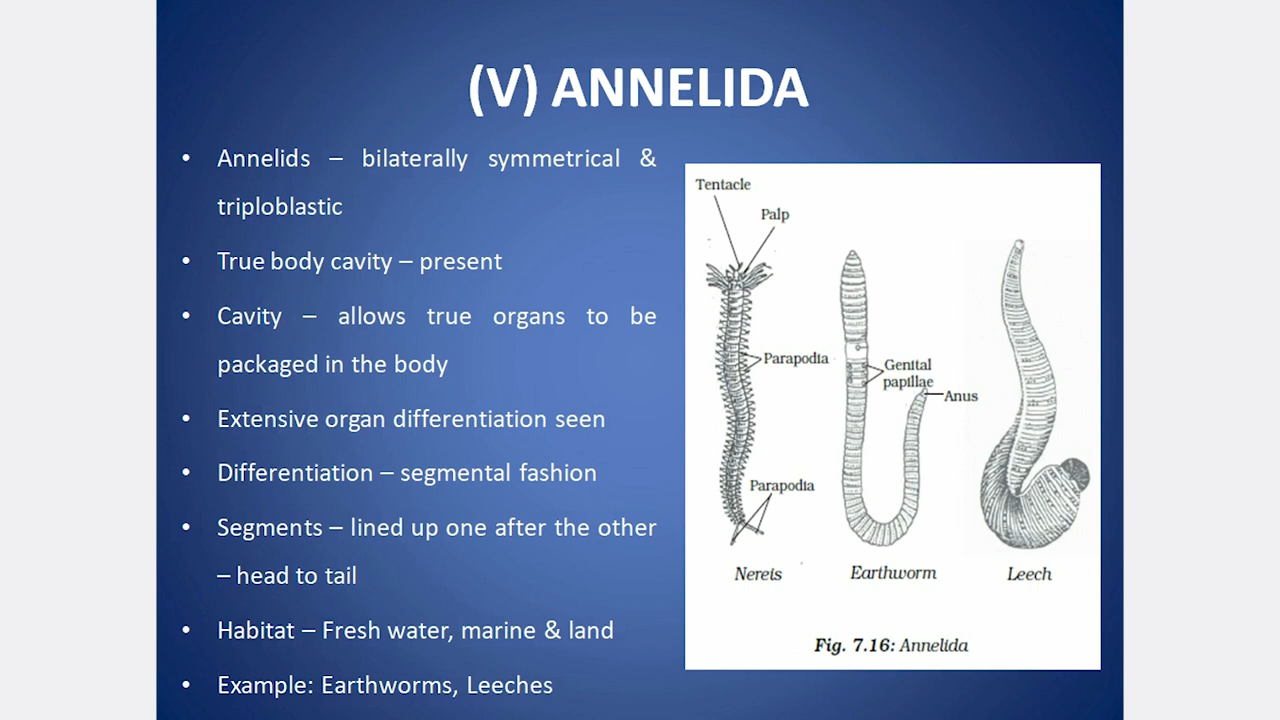 (V) ANNELIDA
• Annelids – bilaterally symmetrical &
triploblastic
• True body cavity – present
• Cavity – allows true organs to be
packaged in the body
• Extensive organ differentiation seen
• Differentiation – segmental fashion
• Segments – lined up one after the other
– head to tail
• Habitat – Fresh water, marine & land
• Example: Earthworms, Leeches
Tentacle
Palp
Parapodia
Genital
papillae
Anus
Parapodia
Nereis
Earthworm
Leech
Fig. 7.16: Annelida